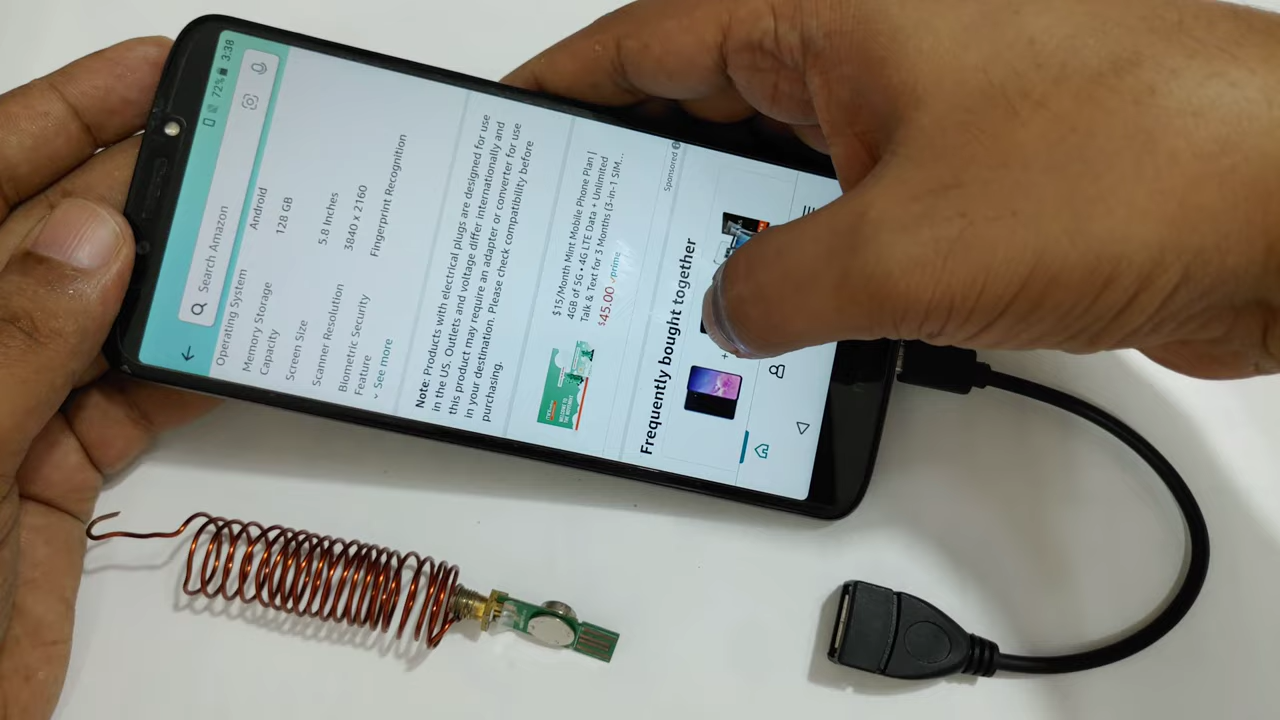 72% 3:38
Search Amazon
Operating System Android
Memory Storage 128 GB
Capacity
Screen Size 5.8 Inches
Scanner Resolution 3840 x 2160
Biometric Security Fingerprint Recognition
Feature
See more
Note: Products with electrical plugs are designed for use
in the US. Outlets and voltage differ internationally and
this product may require an adapter or converter for use
in your destination. Please check compatibility before
purchasing.
$15/Month Mint Mobile Phone Plan |
4GB of 5G • 4G LTE Data + Unlimited
Talk & Text for 3 Months (3-in-1 SIM...
$45.00 prime
Sponsored
Frequently bought together
+